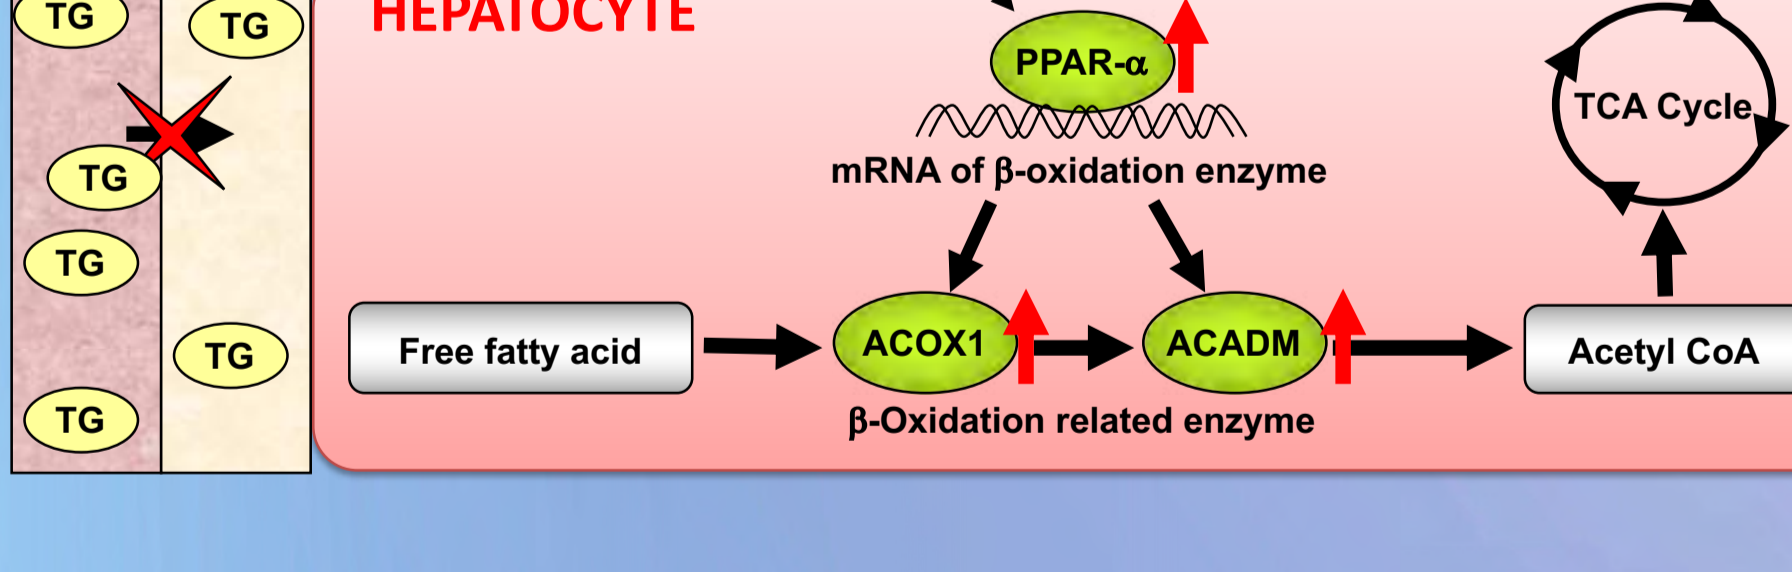 TG
TG
HEPATOCYTE
PPAR-α
TCA Cycle
mRNA of β-oxidation enzyme
TG
TG
Free fatty acid
ACOX1
ACADM
Acetyl CoA
TG
TG
β-Oxidation related enzyme